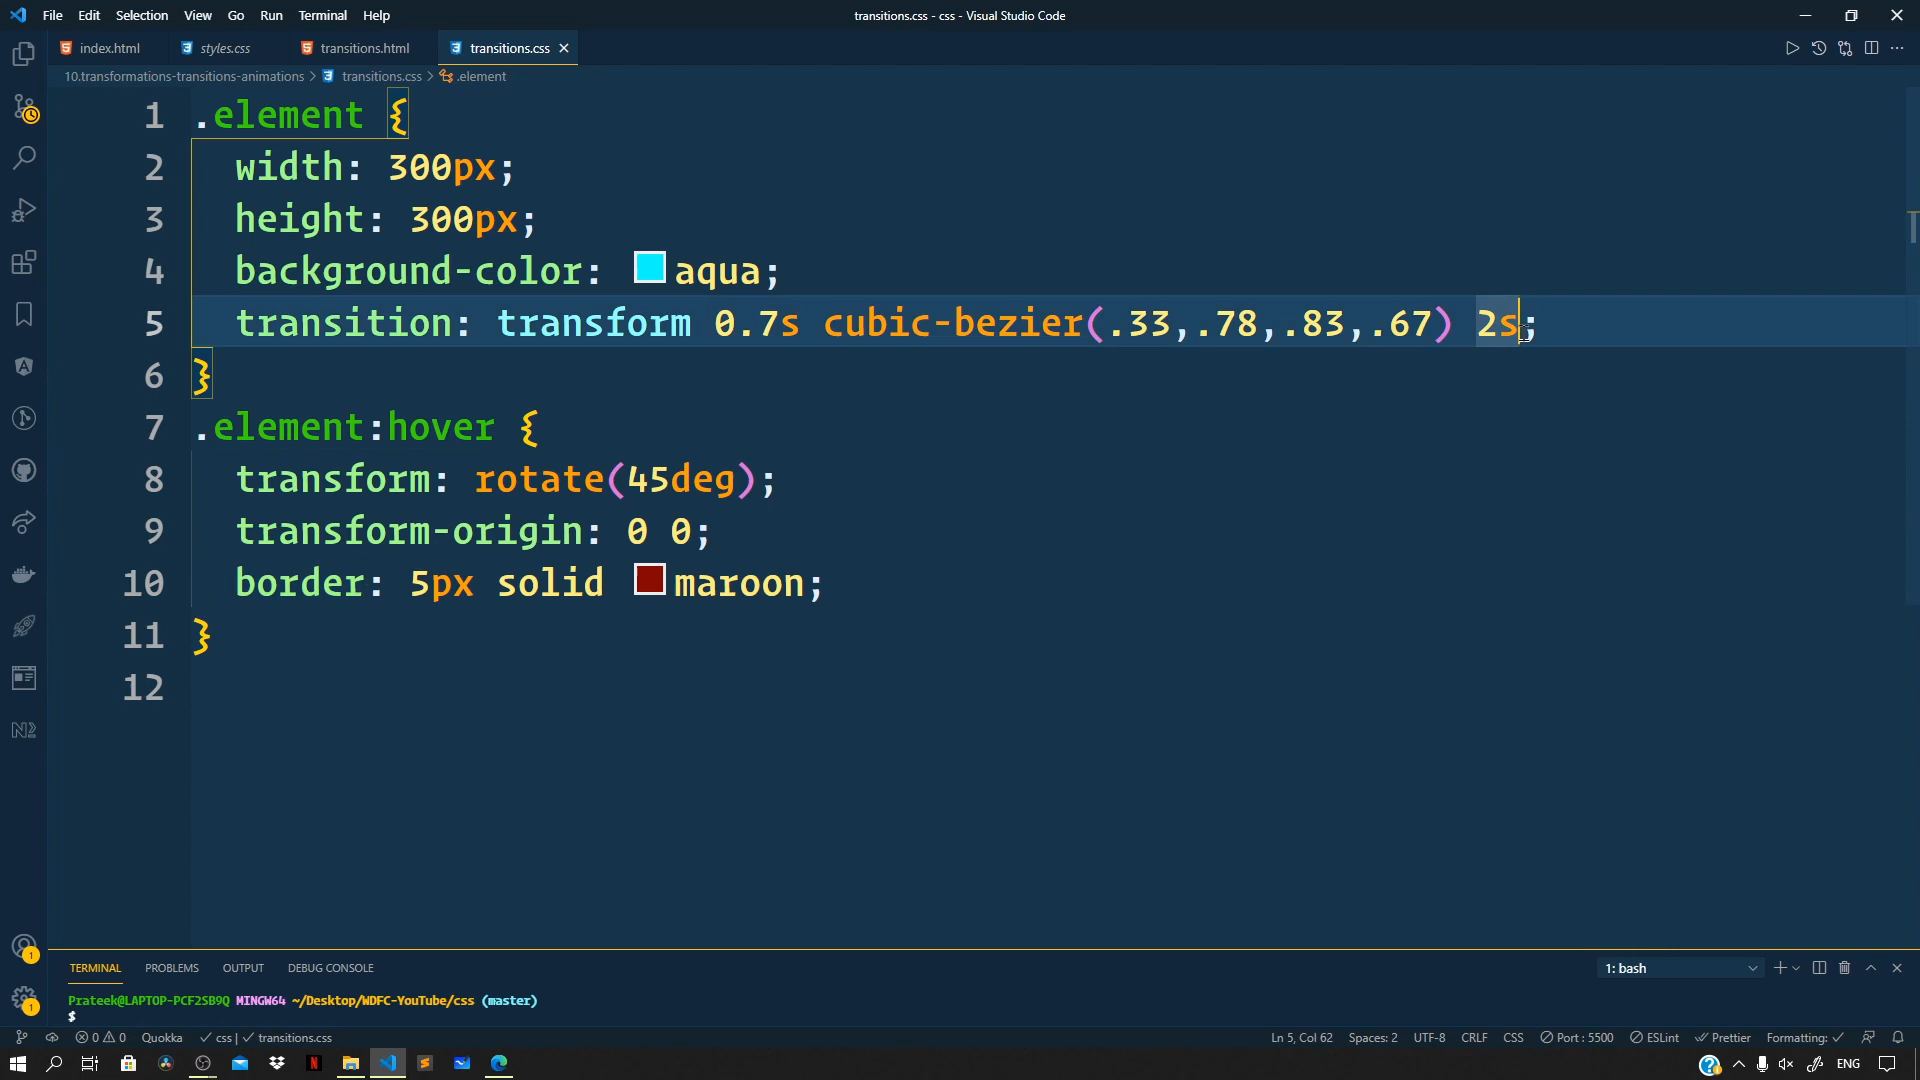 File Edit Selection View Go Run Terminal Help transitions.css - css - Visual Studio Code
index.html styles.css transitions.html transitions.css
10.transformations-transitions-animations > transitions.css > .element
1 .element {
2 width: 300px;
3 height: 300px;
4 background-color: aqua;
5 transition: transform 0.7s cubic-bezier(.33,.78,.83,.67) 2s;
6 }
7 .element:hover {
8 transform: rotate(45deg);
9 transform-origin: 0 0;
10 border: 5px solid maroon;
11 }
12
TERMINAL PROBLEMS OUTPUT DEBUG CONSOLE 1: bash
Prateek@LAPTOP-PCF2SB9Q MINGW64 ~/Desktop/WDFC-YouTube/css (master)
$
0 0 Quokka css | transitions.css Ln 5, Col 62 Spaces: 2 UTF-8 CRLF CSS Port : 5500 ESLint Prettier Formatting:
ENG